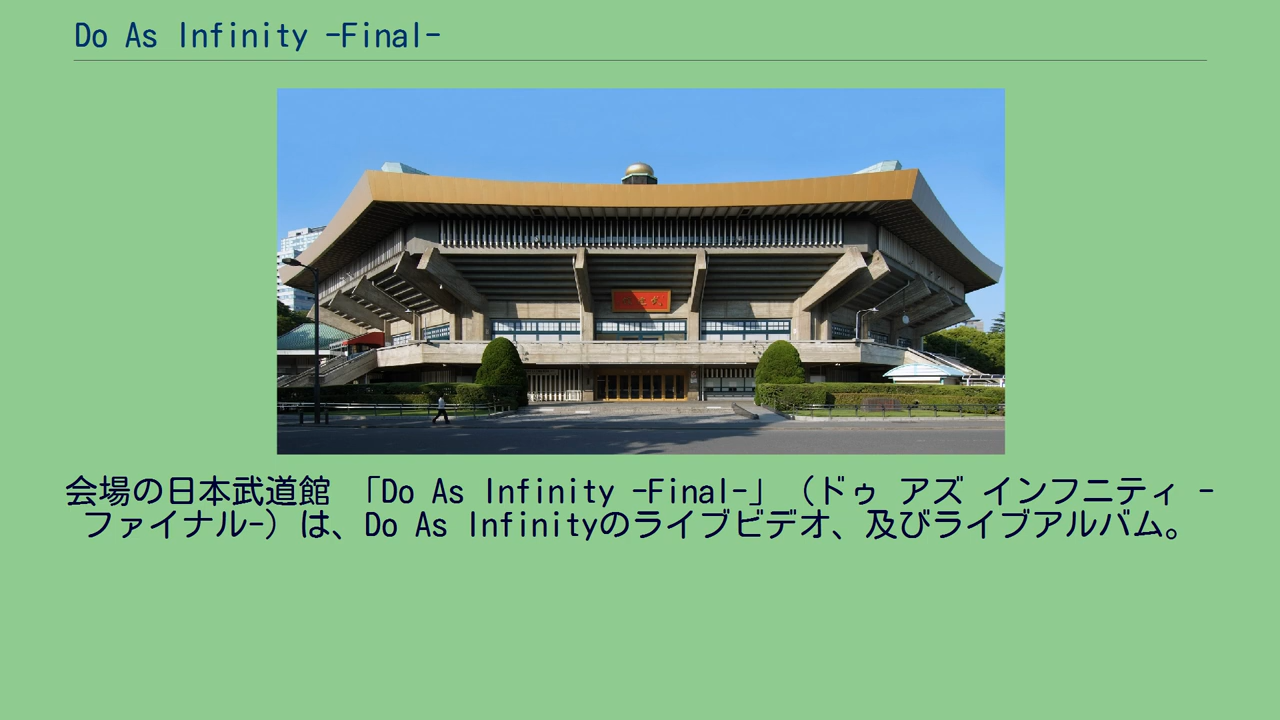 Do As Infinity -Final-
会場の日本武道館 「Do As Infinity -Final-」（ドゥ アズ インフニティ -
ファイナル-）は、Do As Infinityのライブビデオ、及びライブアルバム。